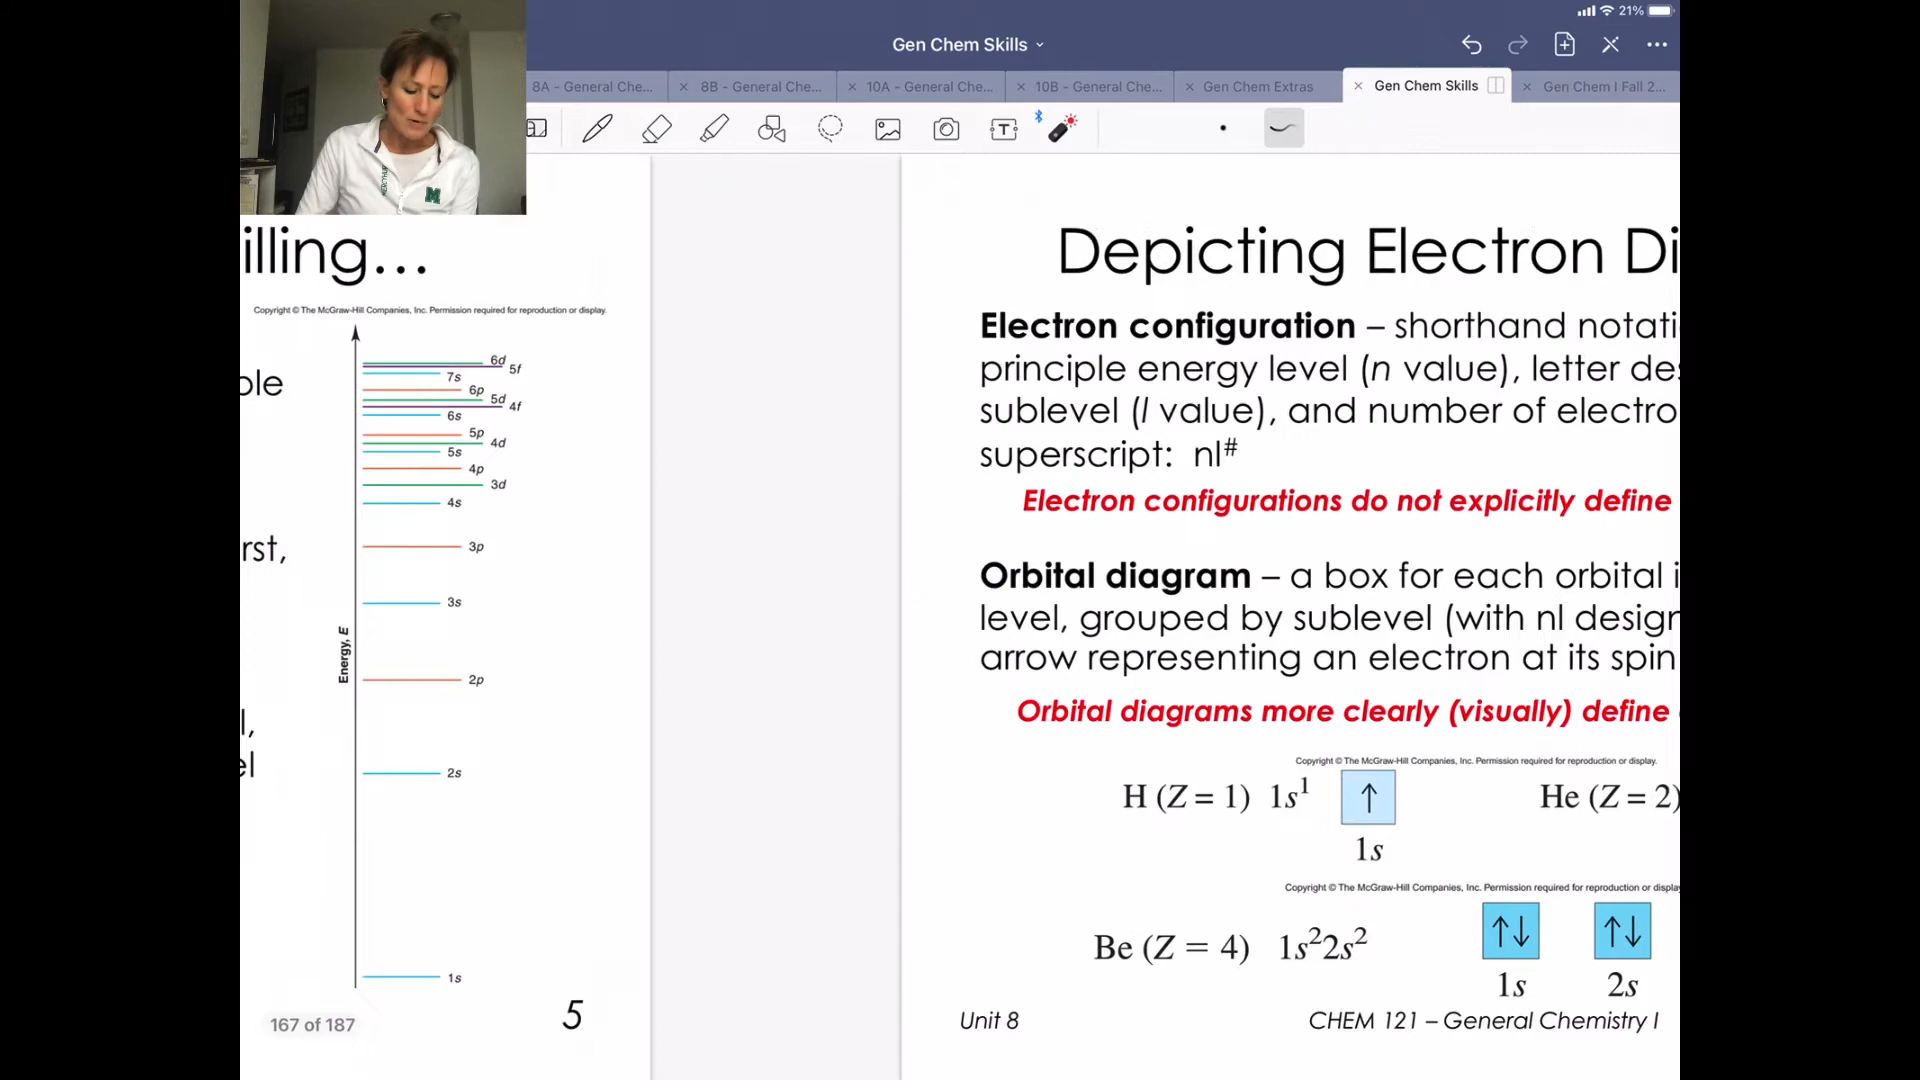 21%
Gen Chem Skills
8A - General Che...
8B - General Che...
10A - General Che...
10B - General Che...
Gen Chem Extras
Gen Chem Skills
Gen Chem I Fall 2...
T
M
illing...
Copyright © The McGraw-Hill Companies, Inc. Permission required for reproduction or display.
ple
rst,
l,
el
Energy, E
6d
5f
7s
6p
5d
4f
6s
5p
4d
5s
4p
3d
4s
3p
3s
2p
2s
1s
167 of 187
5
Depicting Electron Di
Electron configuration – shorthand notati
principle energy level (n value), letter des
sublevel (l value), and number of electro
superscript: nl#
Electron configurations do not explicitly define
Orbital diagram – a box for each orbital i
level, grouped by sublevel (with nl design
arrow representing an electron at its spin
Orbital diagrams more clearly (visually) define
Copyright © The McGraw-Hill Companies, Inc. Permission required for reproduction or display.
H (Z = 1) 1s¹ ↑ He (Z = 2)
1s
Copyright © The McGraw-Hill Companies, Inc. Permission required for reproduction or displa
Be (Z = 4) 1s²2s² ↑↓ ↑↓
1s 2s
Unit 8 CHEM 121 – General Chemistry I